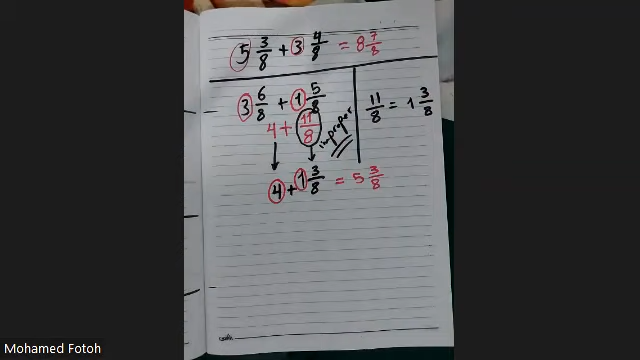 5 3/8 + 3 4/8 = 8 7/8
3 6/8 + 1 5/8
4 + 11/8
improper
4 + 1 3/8 = 5 3/8
11/8 = 1 3/8
Mohamed Fotoh